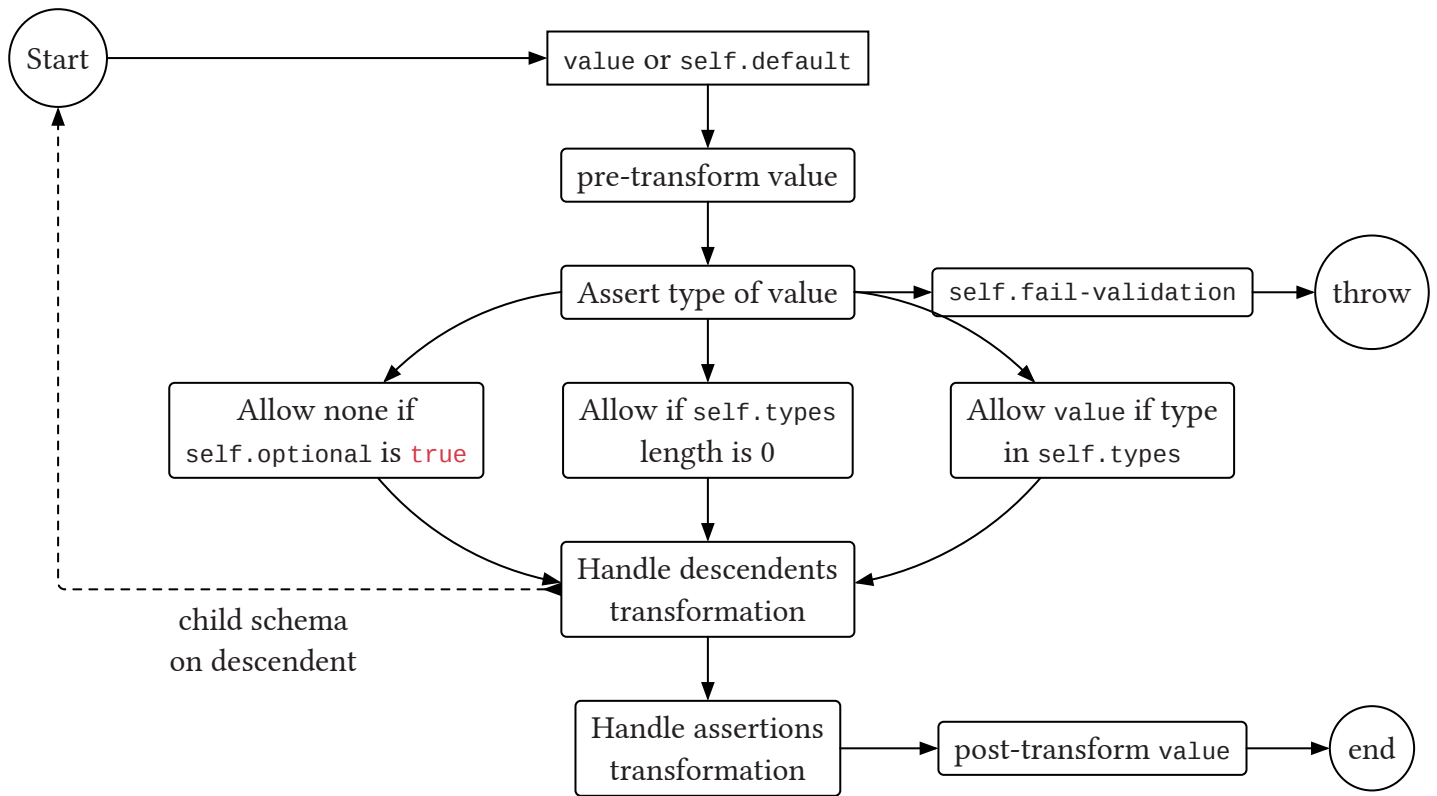 Start
value or self.default
pre-transform value
Assert type of value
self.fail-validation
throw
Allow none if
self.optional is true
Allow if self.types
length is 0
Allow value if type
in self.types
Handle descendents
transformation
child schema
on descendent
Handle assertions
transformation
post-transform value
end